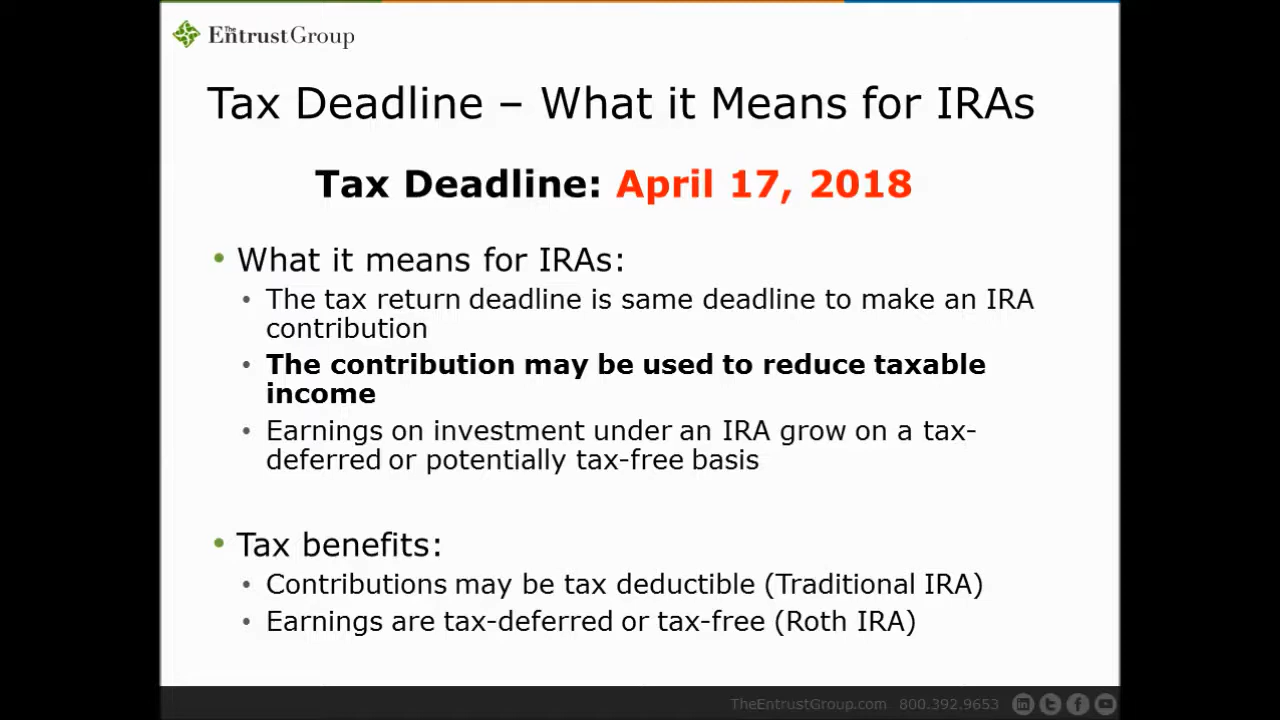 The EntrustGroup
Tax Deadline – What it Means for IRAs
Tax Deadline: April 17, 2018
• What it means for IRAs:
• The tax return deadline is same deadline to make an IRA
contribution
• The contribution may be used to reduce taxable
income
• Earnings on investment under an IRA grow on a tax-
deferred or potentially tax-free basis
• Tax benefits:
• Contributions may be tax deductible (Traditional IRA)
• Earnings are tax-deferred or tax-free (Roth IRA)
TheEntrustGroup.com 800.392.9653